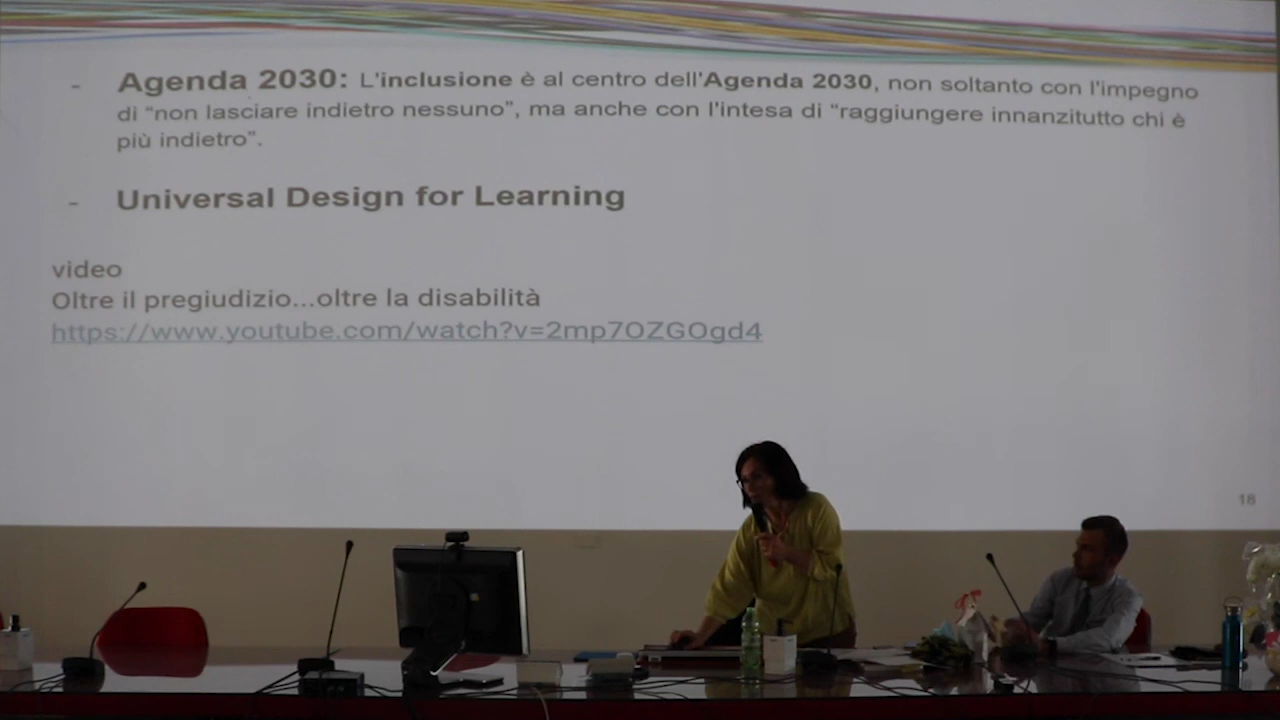 - Agenda 2030: L'inclusione è al centro dell'Agenda 2030, non soltanto con l'impegno
di “non lasciare indietro nessuno”, ma anche con l'intesa di “raggiungere innanzitutto chi è
più indietro”.
- Universal Design for Learning
video
Oltre il pregiudizio...oltre la disabilità
https://www.youtube.com/watch?v=2mp7OZGOgd4
18